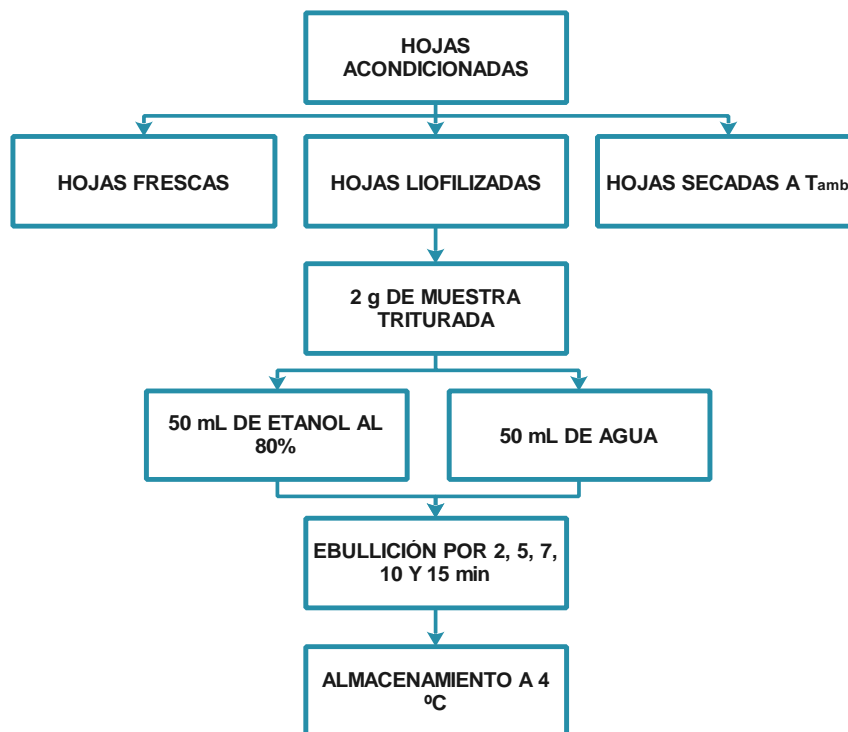 HOJAS
ACONDICIONADAS
HOJAS FRESCAS
HOJAS LIOFILIZADAS
HOJAS SECADAS A Tamb
2 g DE MUESTRA
TRITURADA
50 mL DE ETANOL AL
80%
50 mL DE AGUA
EBULLICIÓN POR 2, 5, 7,
10 Y 15 min
ALMACENAMIENTO A 4
ºC